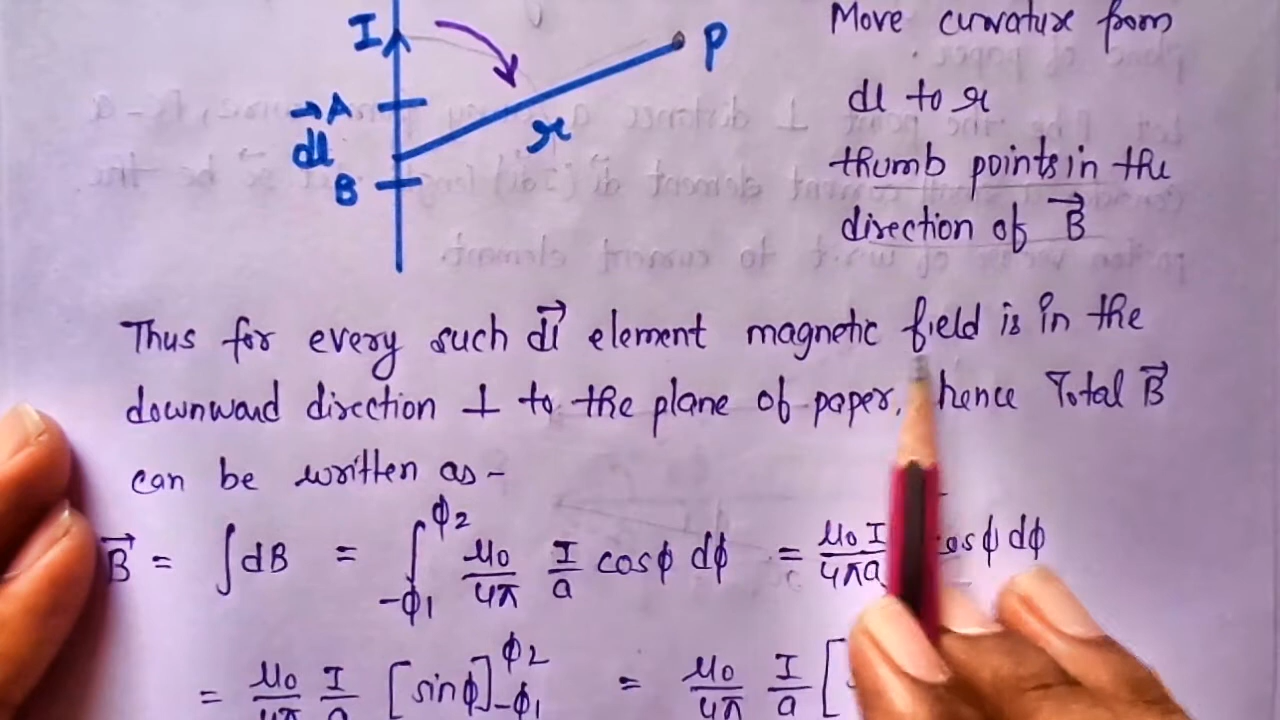 I
P
Move curvature from
A
dl to r
dl
r
thumb points in the
B
direction of B⃗
Thus for every such dl⃗ element magnetic field is in the
downward direction ⊥ to the plane of paper. hence Total B⃗
can be written as -
B⃗ = ∫dB = ∫_{-ϕ1}^{ϕ2} μ0/4π I/a cosϕ dϕ = μ0 I/4πa cosϕ dϕ
= μ0/4π I/a [sinϕ]_{-ϕ1}^{ϕ2} = μ0/4π I/a [